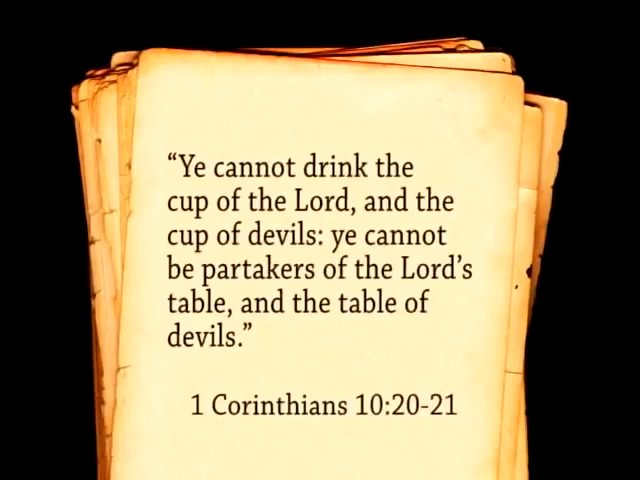 “Ye cannot drink the
cup of the Lord, and the
cup of devils: ye cannot
be partakers of the Lord’s
table, and the table of
devils.”
1 Corinthians 10:20-21